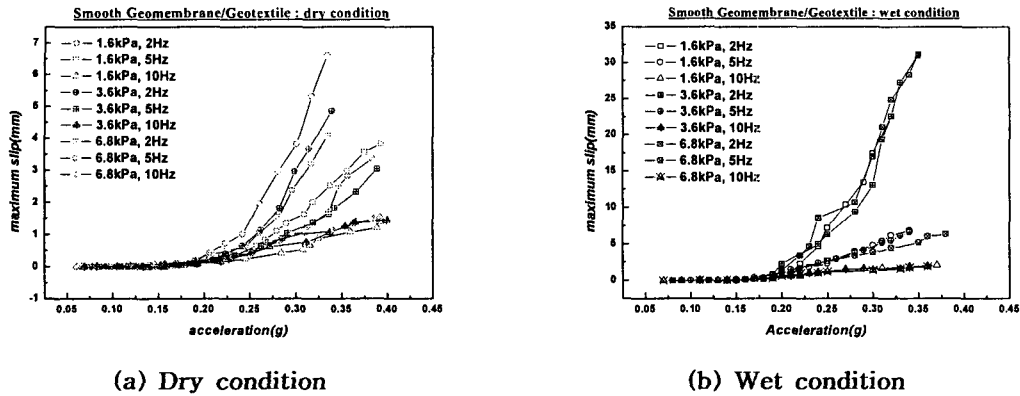 Smooth Geomembrane/Geotextile : dry condition
7
6
5
4
3
2
1
0
-1
maximum slip(mm)
1.6kPa, 2Hz
1.6kPa, 5Hz
1.6kPa, 10Hz
3.6kPa, 2Hz
3.6kPa, 5Hz
3.6kPa, 10Hz
6.8kPa, 2Hz
6.8kPa, 5Hz
6.8kPa, 10Hz
0.05 0.10 0.15 0.20 0.25 0.30 0.35 0.40 0.45
acceleration(g)
(a) Dry condition
Smooth Geomembrane/Geotextile : wet condition
35
30
25
20
15
10
5
0
maximum slip(mm)
1.6kPa, 2Hz
1.6kPa, 5Hz
1.6kPa, 10Hz
3.6kPa, 2Hz
3.6kPa, 5Hz
3.6kPa, 10Hz
6.8kPa, 2Hz
6.8kPa, 5Hz
6.8kPa, 10Hz
0.05 0.10 0.15 0.20 0.25 0.30 0.35 0.40 0.45
Acceleration(g)
(b) Wet condition